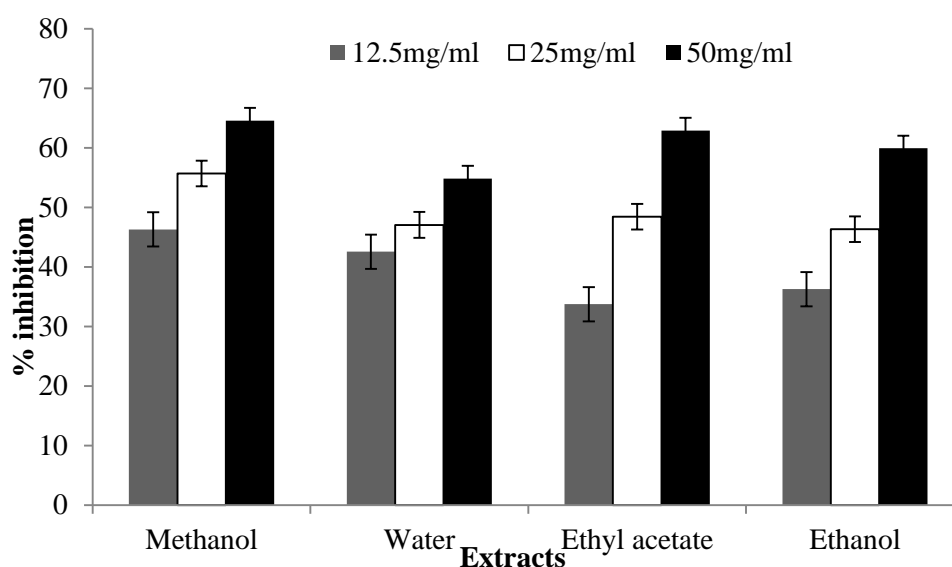 80
70
60
50
40
30
20
10
0
% inhibition
12.5mg/ml 25mg/ml 50mg/ml
Methanol Water Ethyl acetate Ethanol
Extracts